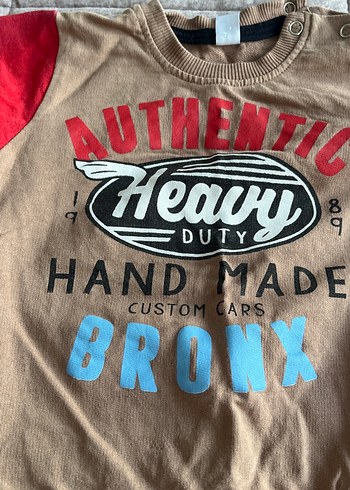 AUTHENTIC
Heavy
19 89
DUTY
HAND MADE
CUSTOM CARS
BRONX